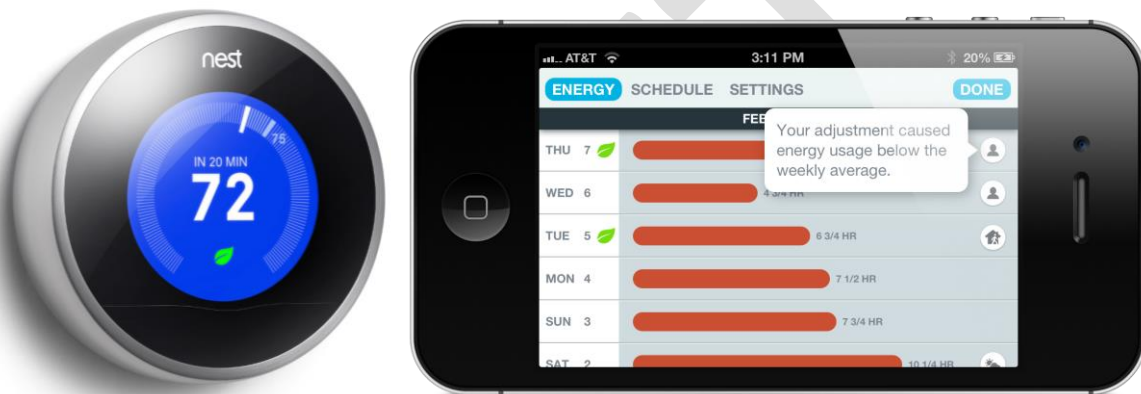 nest
75
IN 20 MIN
72
AT&T 3:11 PM 20%
ENERGY SCHEDULE SETTINGS DONE
FEB
Your adjustment caused
energy usage below the
weekly average.
THU 7
WED 6 4 3/4 HR
TUE 5 6 3/4 HR
MON 4 7 1/2 HR
SUN 3 7 3/4 HR
SAT 2 10 1/4 HR